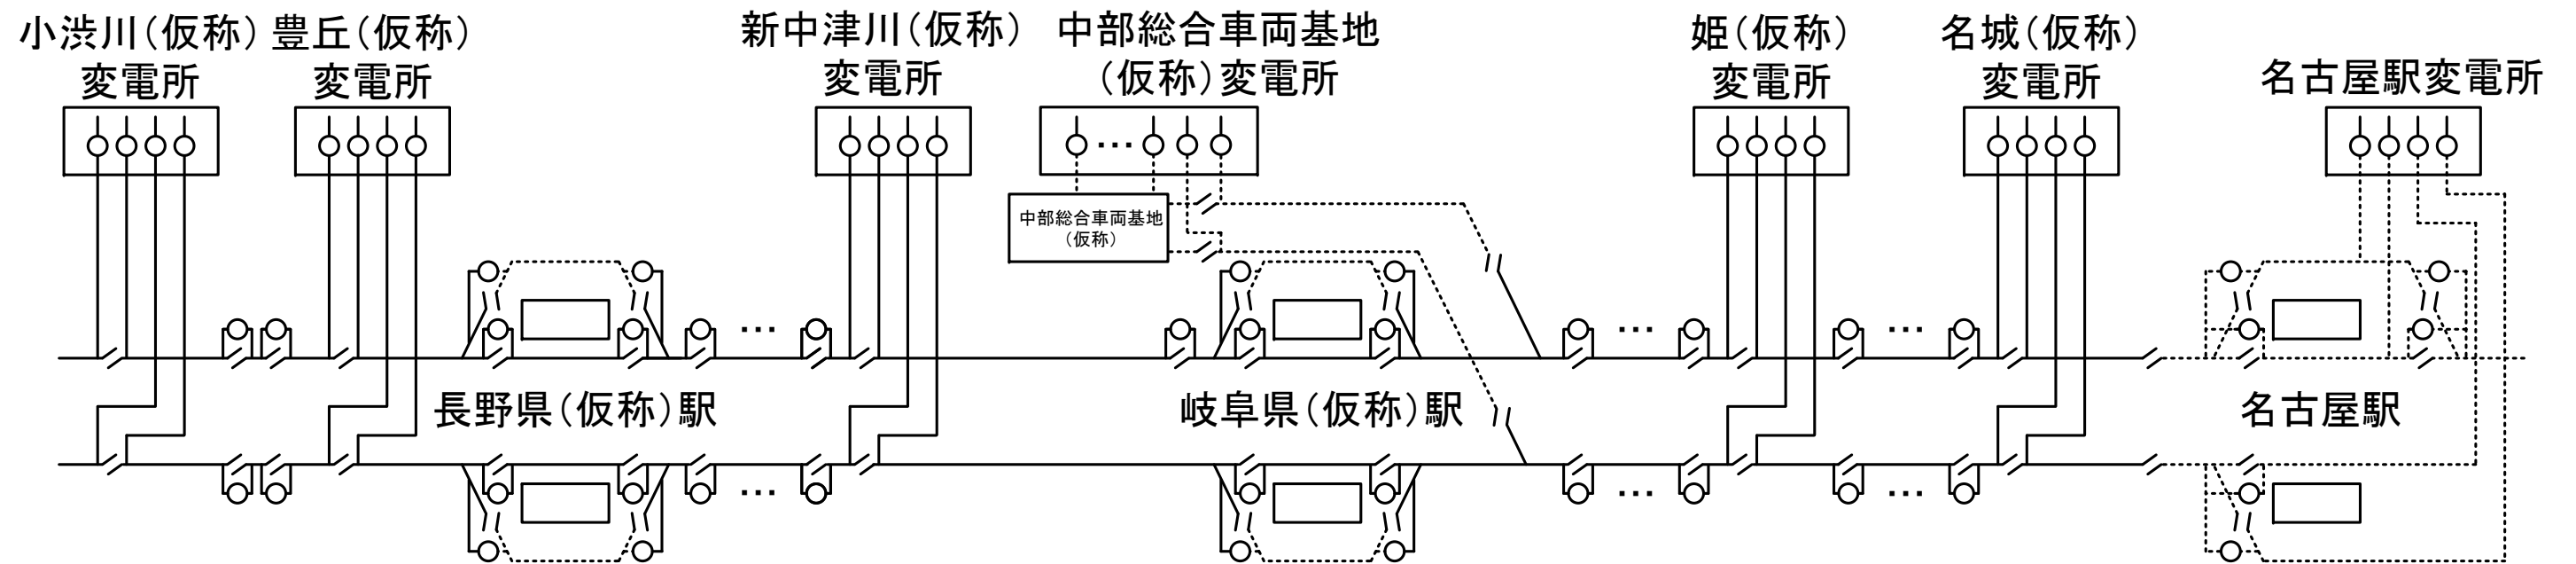 小渋川(仮称)
変電所
豊丘(仮称)
変電所
新中津川(仮称)
変電所
中部総合車両基地
(仮称)変電所
姫(仮称)
変電所
名城(仮称)
変電所
名古屋駅変電所
中部総合車両基地
(仮称)
長野県(仮称)駅
岐阜県(仮称)駅
名古屋駅